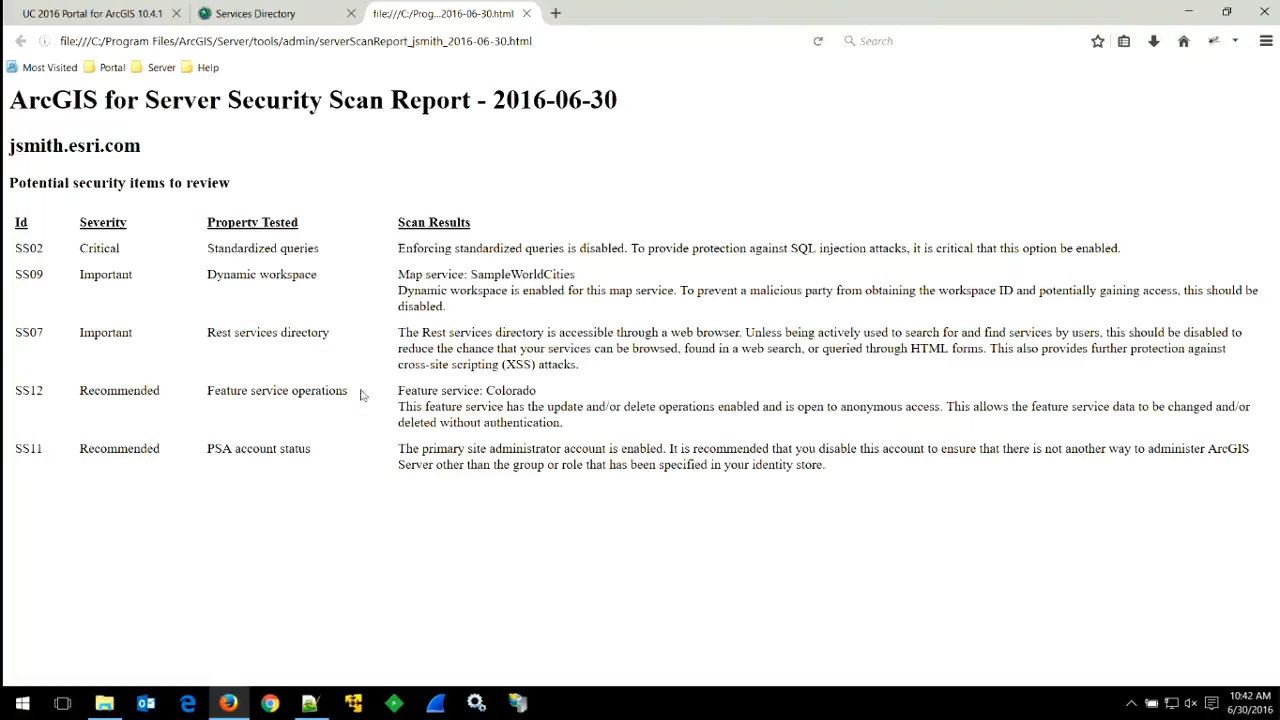 UC 2016 Portal for ArcGIS 10.4.1
Services Directory
file:///C:/Prog...2016-06-30.html
file:///C:/Program Files/ArcGIS/Server/tools/admin/serverScanReport_jsmith_2016-06-30.html
Search
Most Visited Portal Server Help
ArcGIS for Server Security Scan Report - 2016-06-30
jsmith.esri.com
Potential security items to review
Id Severity Property Tested Scan Results
SS02 Critical Standardized queries Enforcing standardized queries is disabled. To provide protection against SQL injection attacks, it is critical that this option be enabled.
SS09 Important Dynamic workspace Map service: SampleWorldCities
Dynamic workspace is enabled for this map service. To prevent a malicious party from obtaining the workspace ID and potentially gaining access, this should be
disabled.
SS07 Important Rest services directory The Rest services directory is accessible through a web browser. Unless being actively used to search for and find services by users, this should be disabled to
reduce the chance that your services can be browsed, found in a web search, or queried through HTML forms. This also provides further protection against
cross-site scripting (XSS) attacks.
SS12 Recommended Feature service operations Feature service: Colorado
This feature service has the update and/or delete operations enabled and is open to anonymous access. This allows the feature service data to be changed and/or
deleted without authentication.
SS11 Recommended PSA account status The primary site administrator account is enabled. It is recommended that you disable this account to ensure that there is not another way to administer ArcGIS
Server other than the group or role that has been specified in your identity store.
10:42 AM
6/30/2016